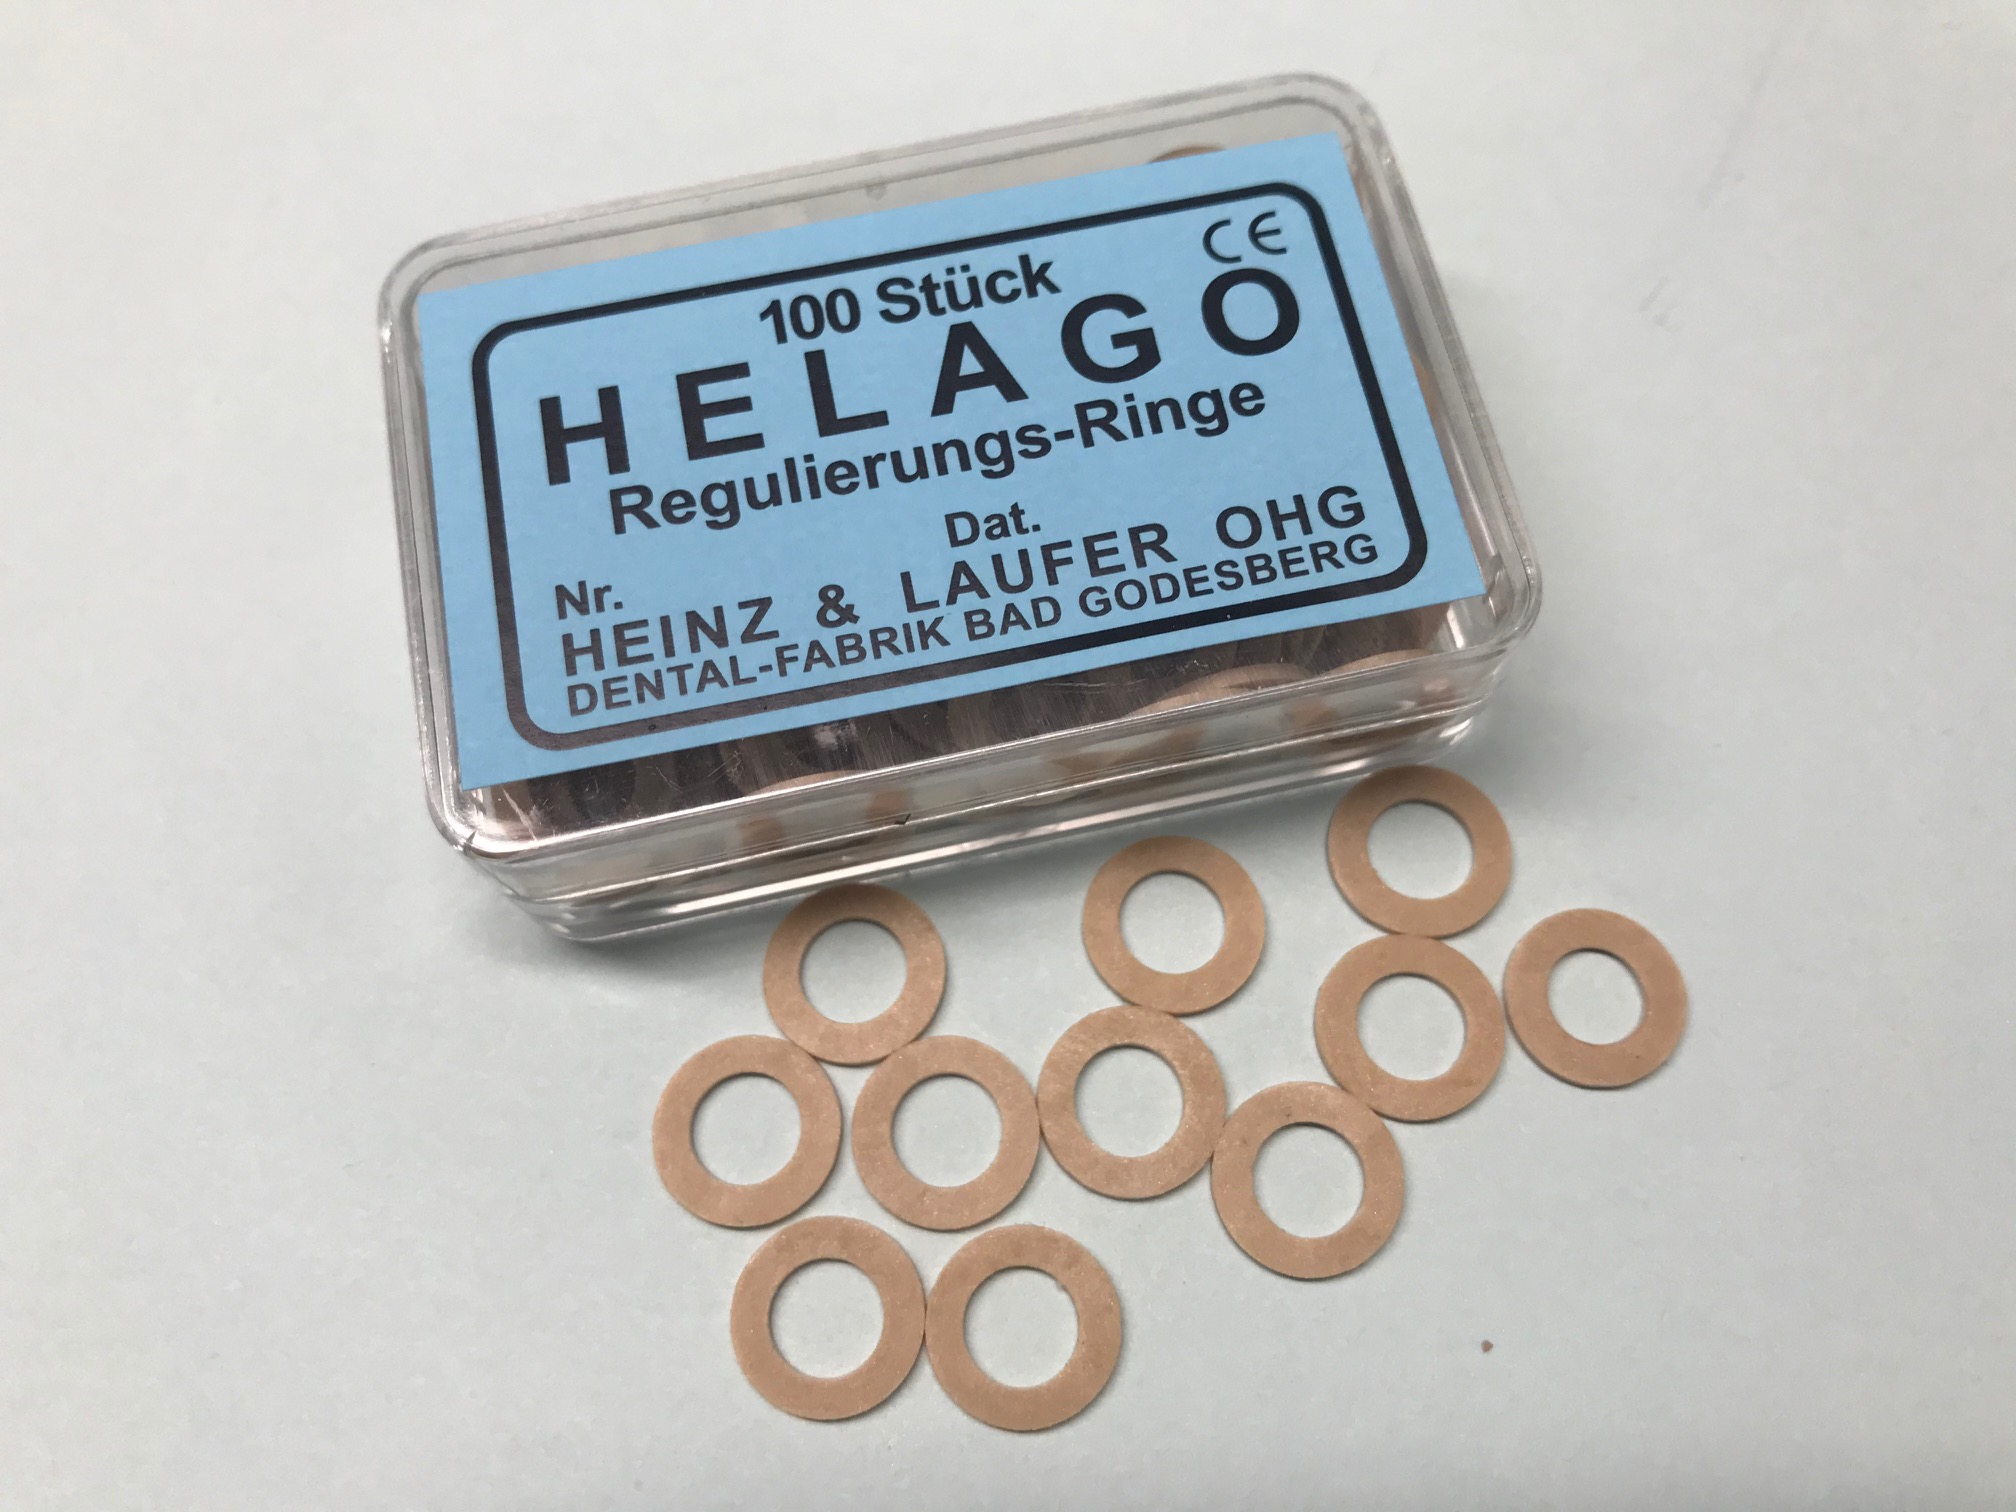 CE
100 Stück
HELAGO
Regulierungs-Ringe
Nr. Dat.
HEINZ & LAUFER OHG
DENTAL-FABRIK BAD GODESBERG